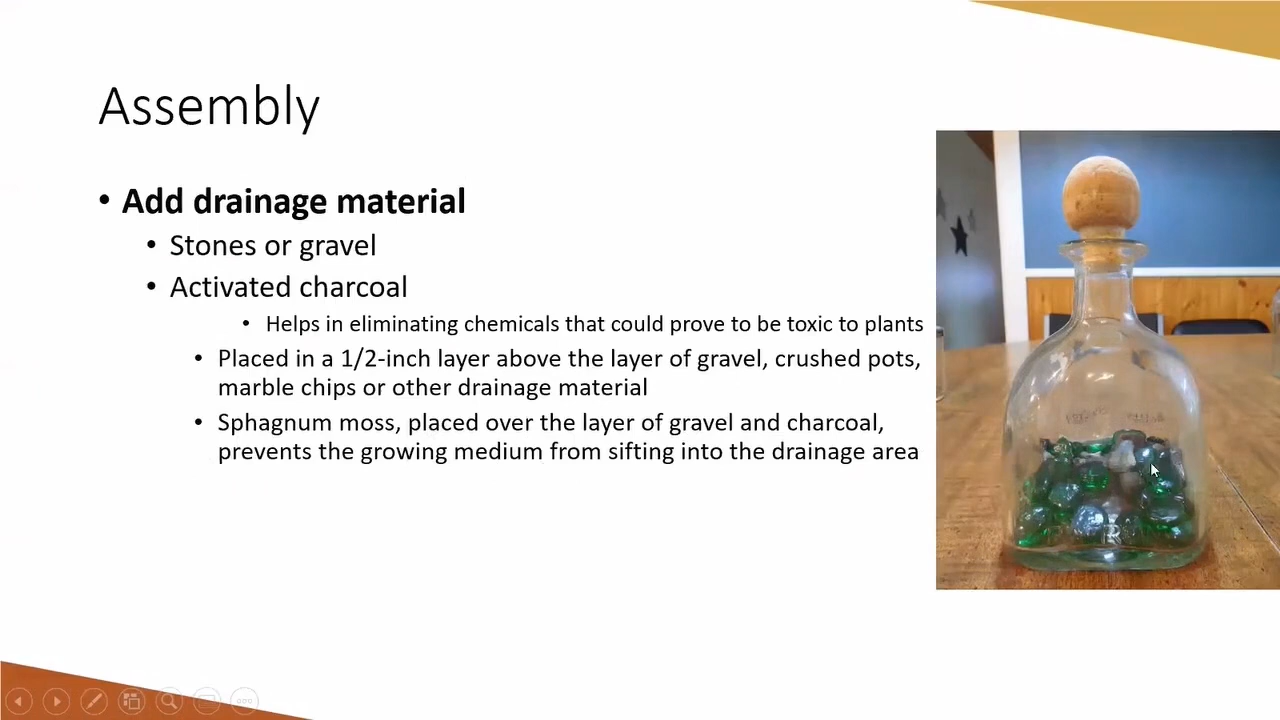 Assembly
• Add drainage material
• Stones or gravel
• Activated charcoal
• Helps in eliminating chemicals that could prove to be toxic to plants
• Placed in a 1/2-inch layer above the layer of gravel, crushed pots,
marble chips or other drainage material
• Sphagnum moss, placed over the layer of gravel and charcoal,
prevents the growing medium from sifting into the drainage area